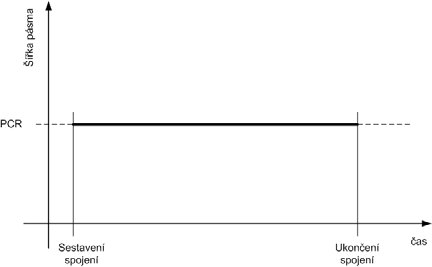 Šířka pásma
PCR
čas
Sestavení
spojení
Ukončení
spojení